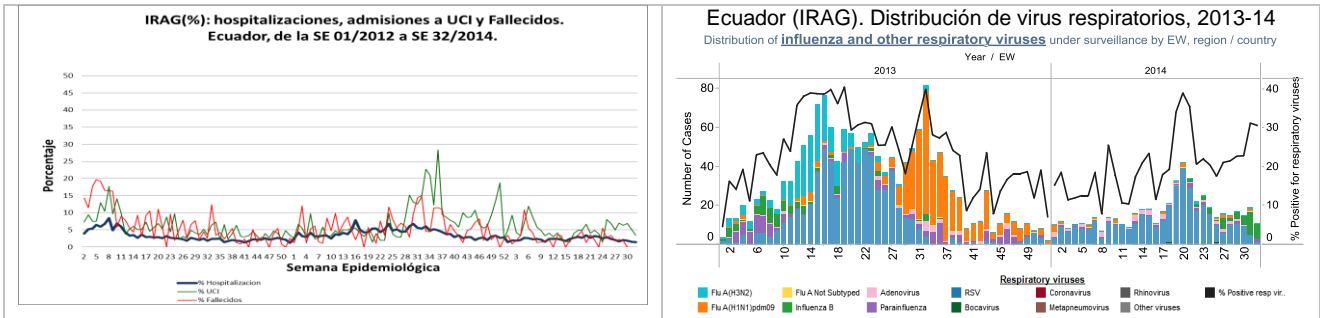 IRAG(%): hospitalizaciones, admisiones a UCI y Fallecidos.
Ecuador, de la SE 01/2012 a SE 32/2014.
50
45
40
35
30
25
20
15
10
5
0
Porcentaje
2 5 8 11 14 17 20 23 26 29 32 35 38 41 44 47 50 1 4 7 10 13 16 19 22 25 28 31 34 37 40 43 46 49 52 3 6 9 12 15 18 21 24 27 30
Semana Epidemiológica
% Hospitalizacion
% UCI
% Fallecidos
Ecuador (IRAG). Distribución de virus respiratorios, 2013-14
Distribution of influenza and other respiratory viruses under surveillance by EW, region / country
Year / EW
2013 2014
80
60
40
20
0
Number of Cases
40
30
20
10
0
% Positive for respiratory viruses
2 6 10 14 18 22 27 31 37 41 45 49 2 5 8 12 16 20 23 27 30
Respiratory viruses
Flu A(H3N2) Flu A Not Subtyped Adenovirus RSV Coronavirus Rhinovirus % Positive resp vir..
Flu A(H1N1)pdm09 Influenza B Parainfluenza Bocavirus Metapneumovirus Other viruses